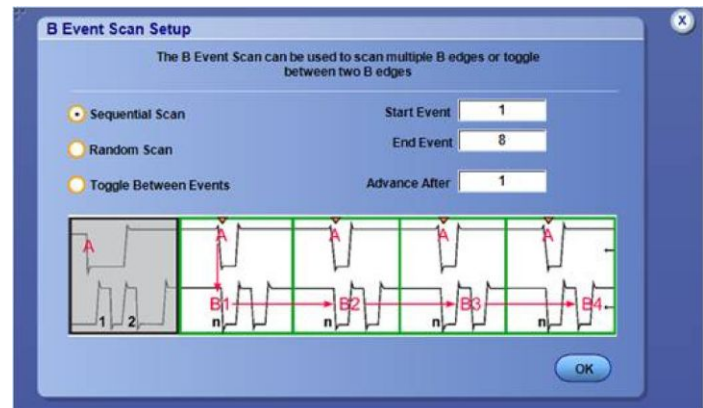 B Event Scan Setup
X
The B Event Scan can be used to scan multiple B edges or toggle
between two B edges
Sequential Scan
Start Event 1
Random Scan
End Event 8
Toggle Between Events
Advance After 1
A A A A A
B1 B2 B3 B4
1 2 n n n n
OK